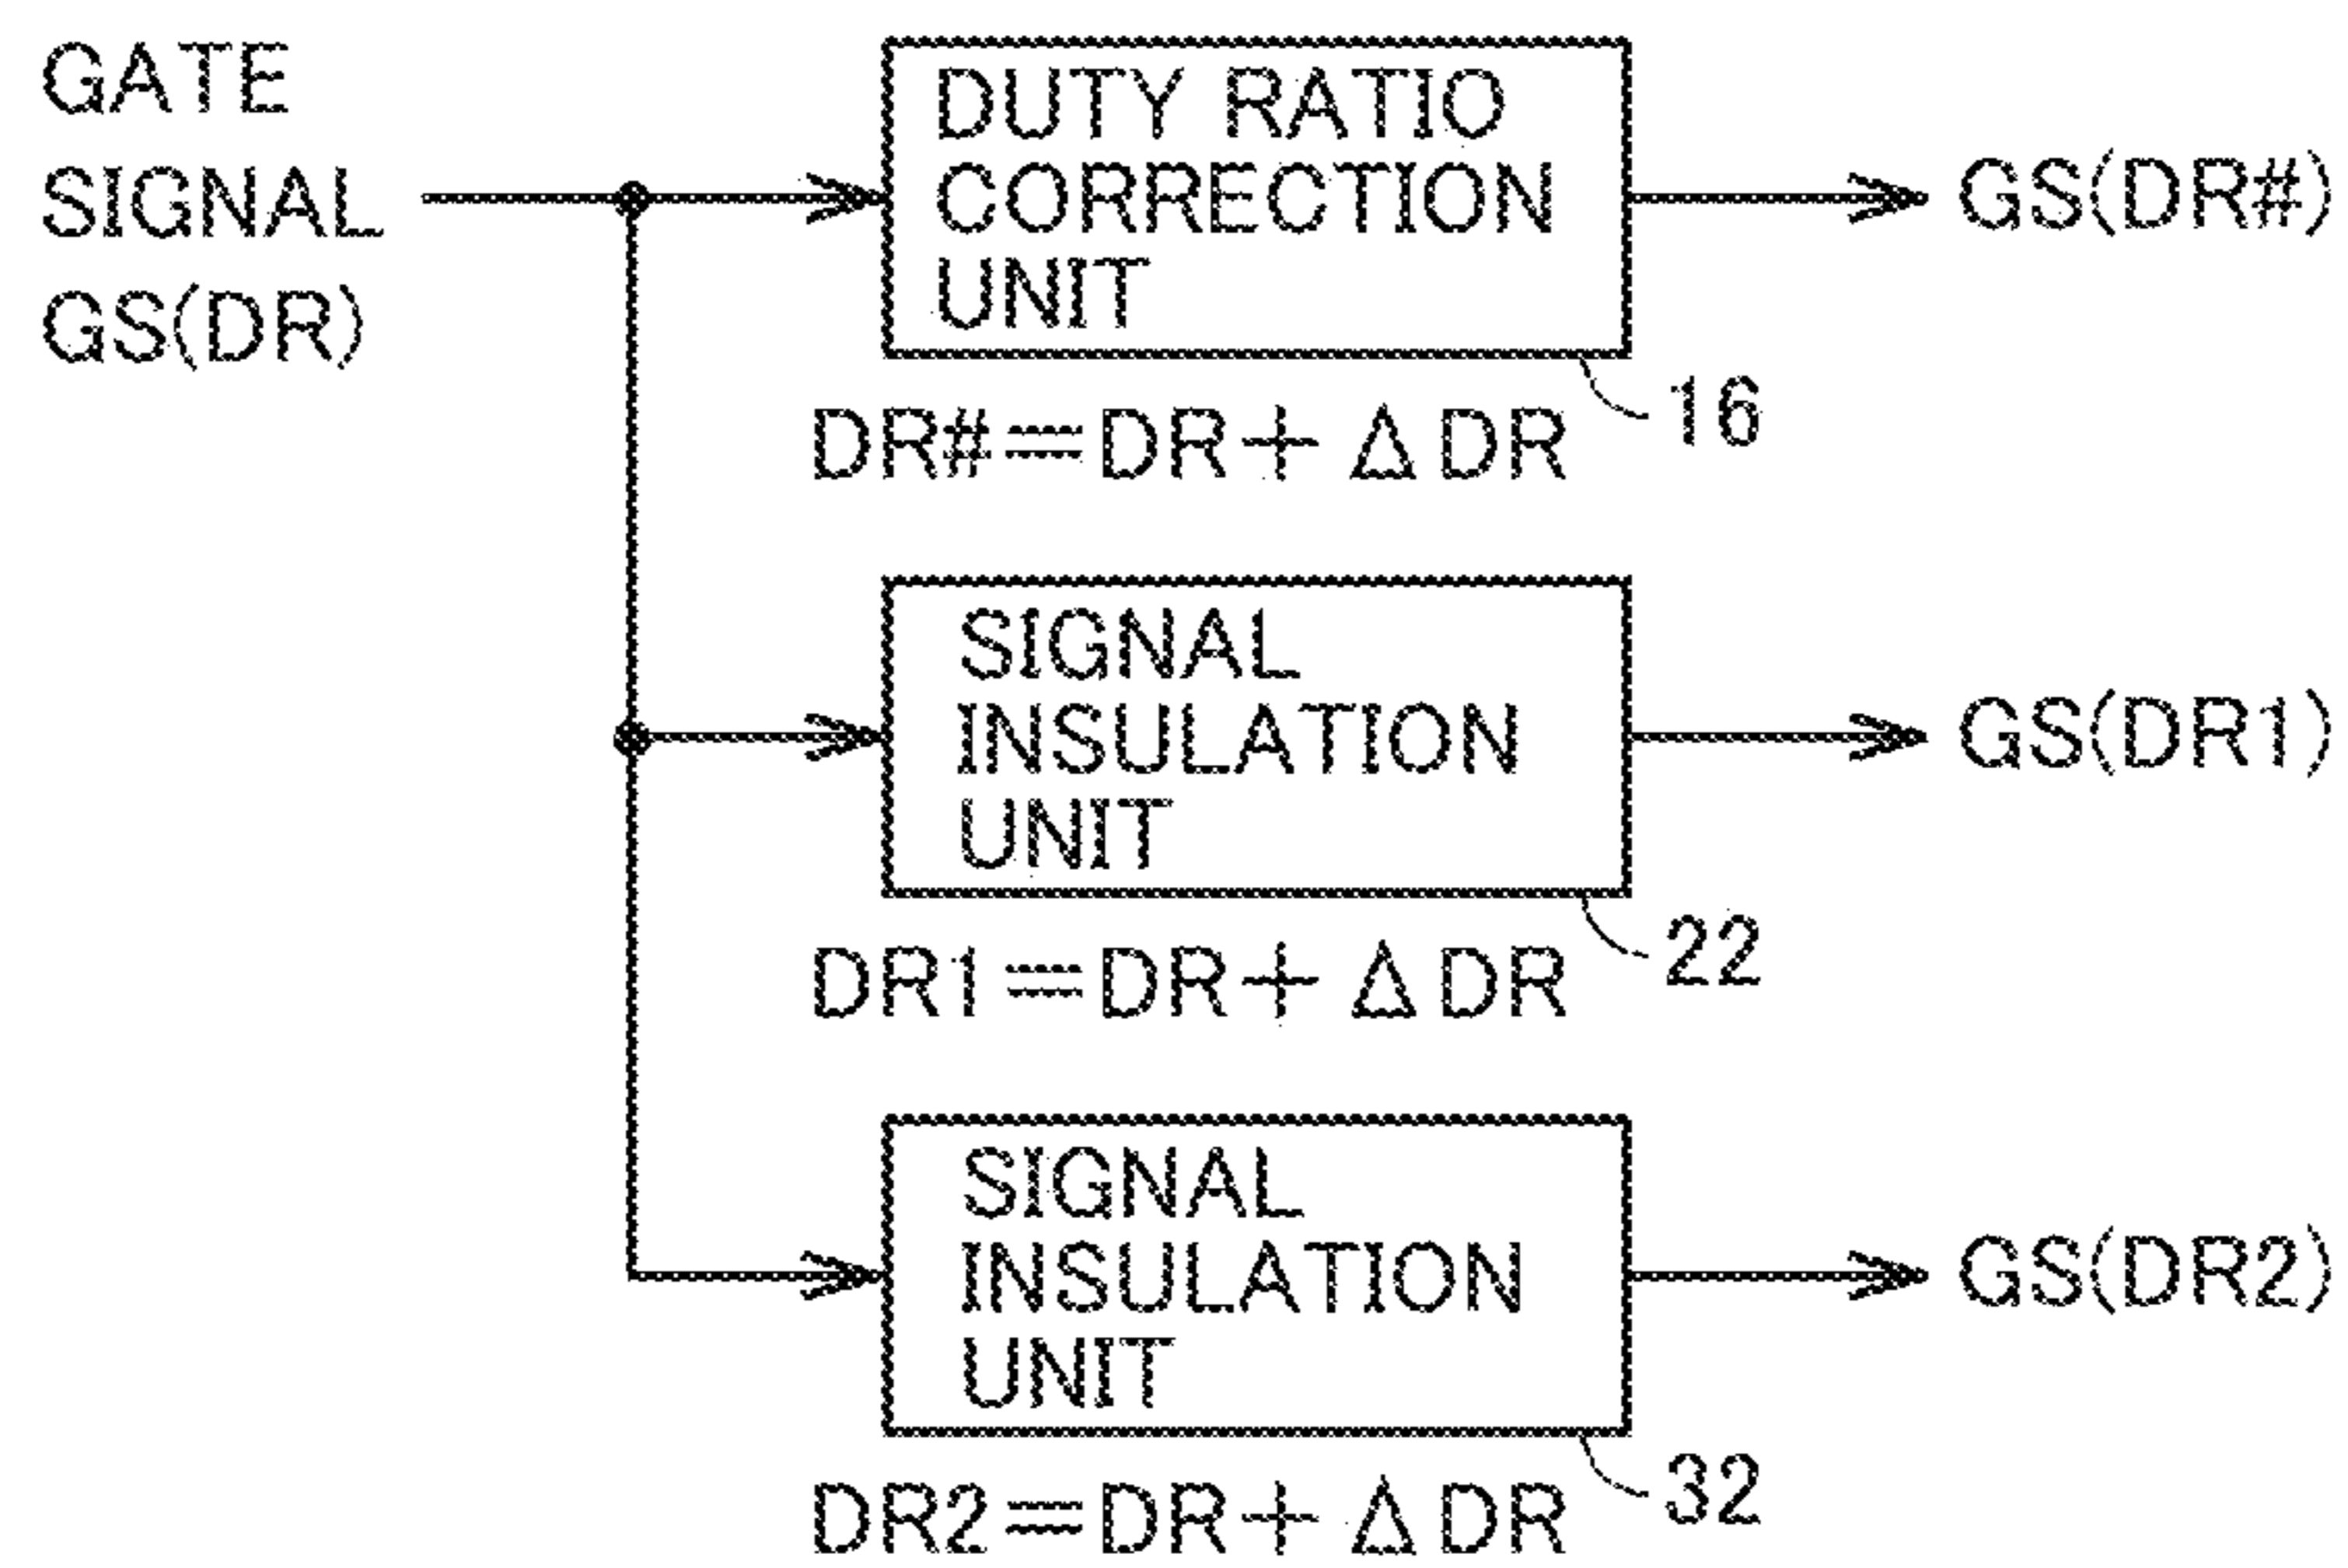 GATE
SIGNAL
GS(DR)
DUTY RATIO
CORRECTION
UNIT
GS(DR#)
16
DR#=DR+ΔDR
SIGNAL
INSULATION
UNIT
GS(DR1)
22
DR1=DR+ΔDR
SIGNAL
INSULATION
UNIT
GS(DR2)
32
DR2=DR+ΔDR